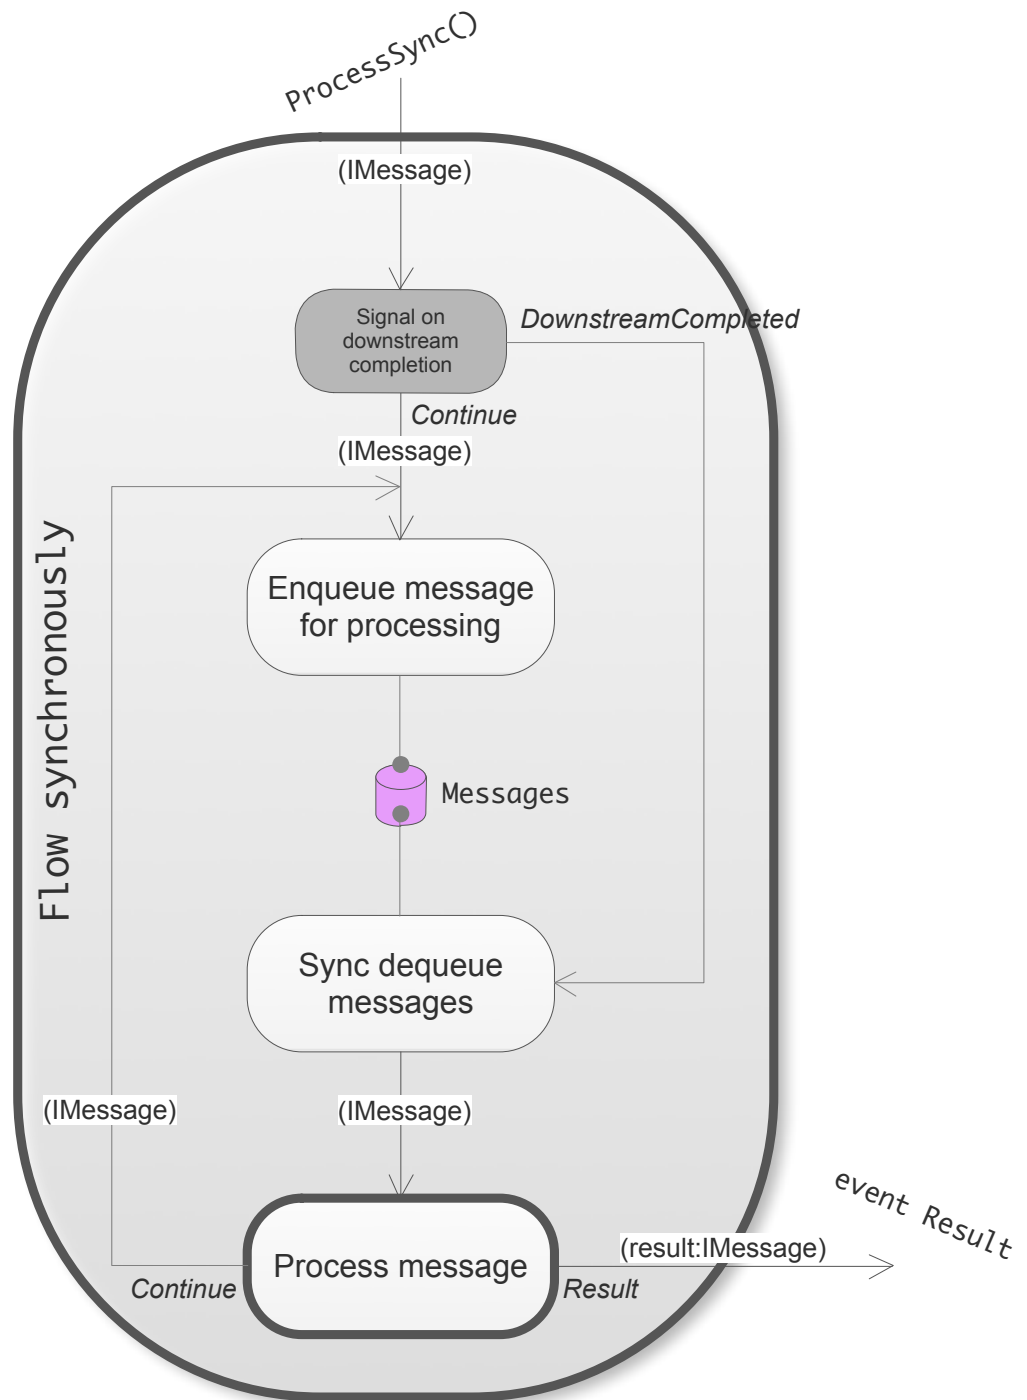 ProcessSync()
(IMessage)
Signal on
downstream
completion
DownstreamCompleted
Continue
(IMessage)
Flow synchronously
Enqueue message
for processing
Messages
Sync dequeue
messages
(IMessage)
(IMessage)
Process message
Continue
Result
(result:IMessage)
event Result